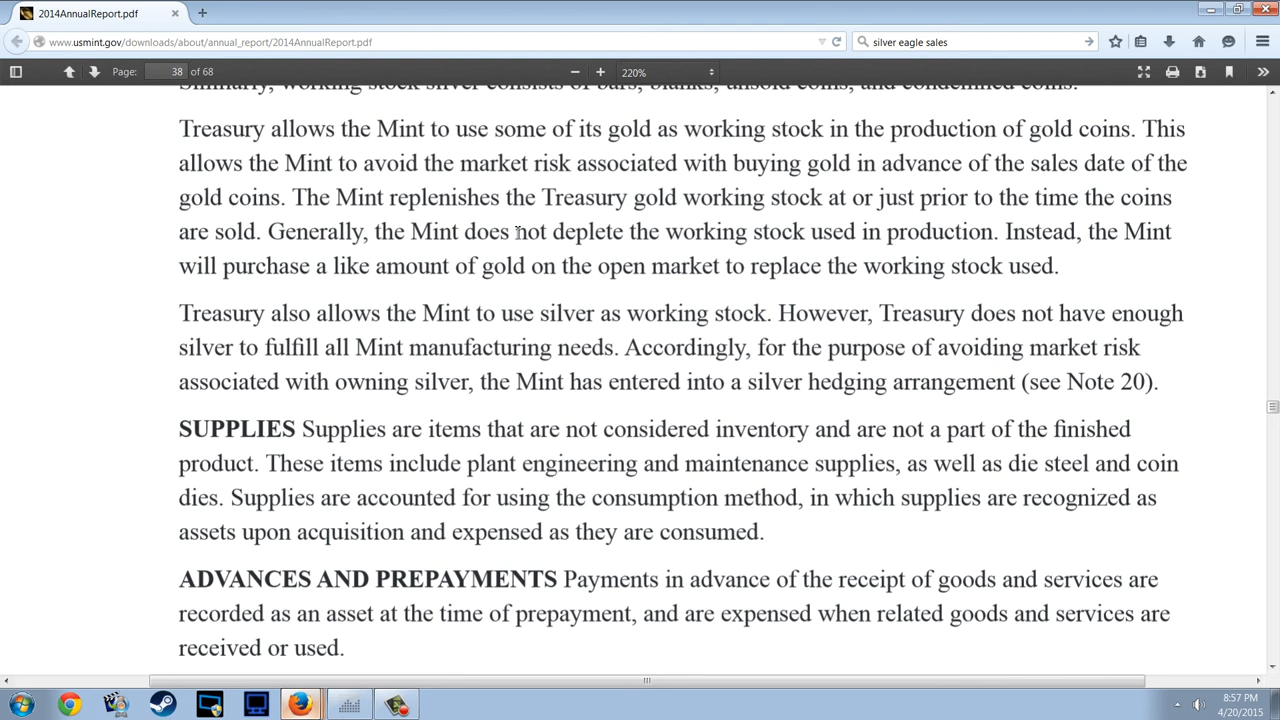 2014AnnualReport.pdf
www.usmint.gov/downloads/about/annual_report/2014AnnualReport.pdf
silver eagle sales
Page: 38 of 68
220%
Similarly, working stock silver consists of bars, blanks, unsold coins, and condemned coins.
Treasury allows the Mint to use some of its gold as working stock in the production of gold coins. This
allows the Mint to avoid the market risk associated with buying gold in advance of the sales date of the
gold coins. The Mint replenishes the Treasury gold working stock at or just prior to the time the coins
are sold. Generally, the Mint does not deplete the working stock used in production. Instead, the Mint
will purchase a like amount of gold on the open market to replace the working stock used.
Treasury also allows the Mint to use silver as working stock. However, Treasury does not have enough
silver to fulfill all Mint manufacturing needs. Accordingly, for the purpose of avoiding market risk
associated with owning silver, the Mint has entered into a silver hedging arrangement (see Note 20).
SUPPLIES Supplies are items that are not considered inventory and are not a part of the finished
product. These items include plant engineering and maintenance supplies, as well as die steel and coin
dies. Supplies are accounted for using the consumption method, in which supplies are recognized as
assets upon acquisition and expensed as they are consumed.
ADVANCES AND PREPAYMENTS Payments in advance of the receipt of goods and services are
recorded as an asset at the time of prepayment, and are expensed when related goods and services are
received or used.
8:57 PM
4/20/2015